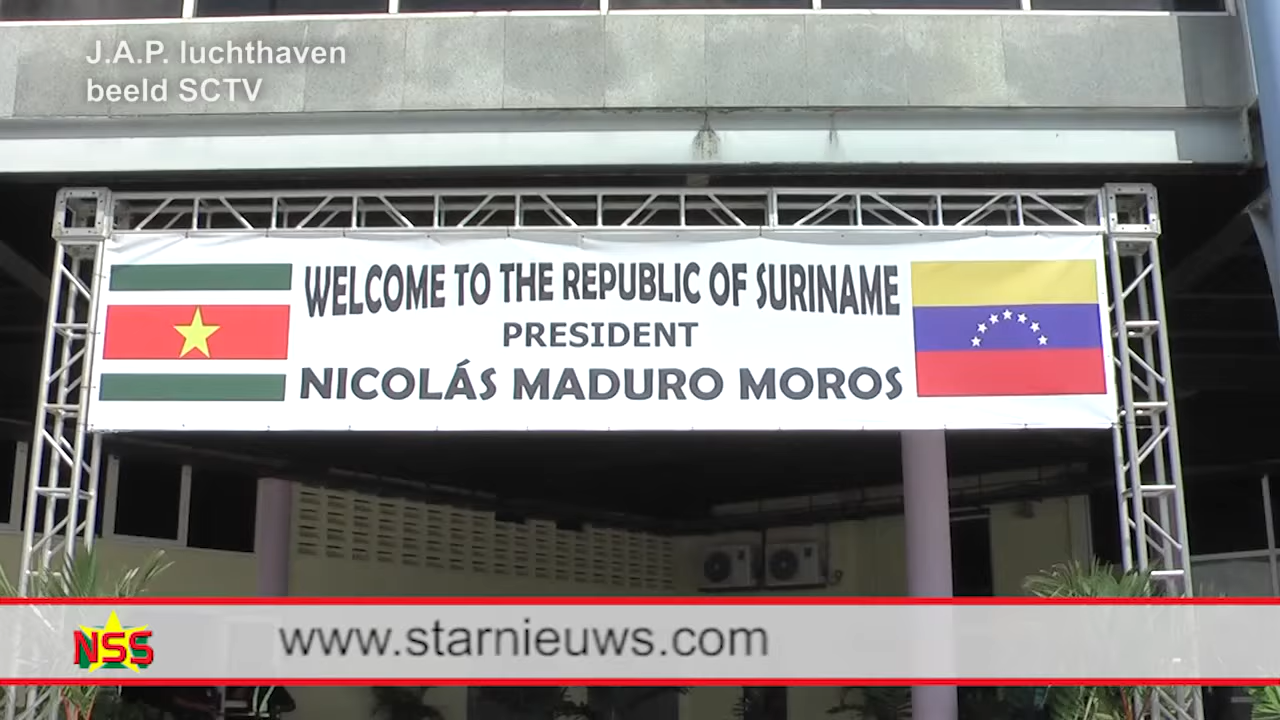 J.A.P. luchthaven
beeld SCTV
WELCOME TO THE REPUBLIC OF SURINAME
PRESIDENT
NICOLÁS MADURO MOROS
NSS
www.starnieuws.com